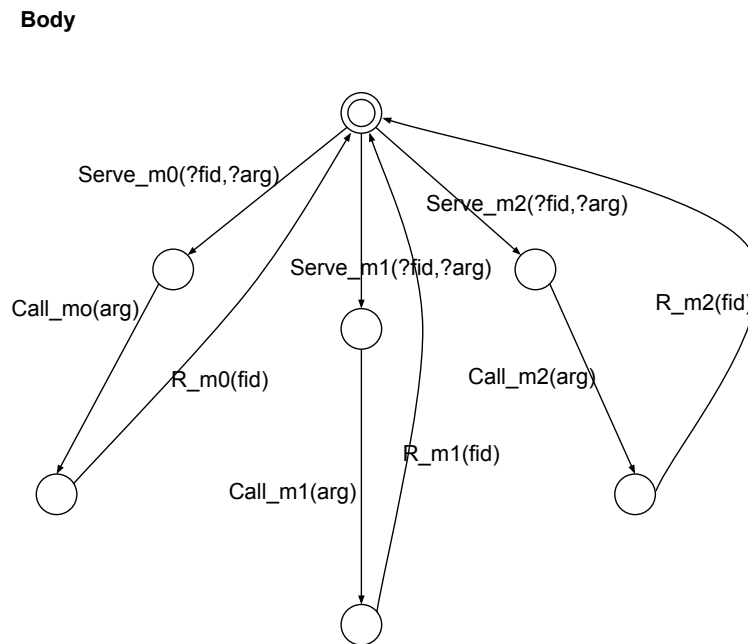 Body
Serve_m0(?fid,?arg)
Serve_m2(?fid,?arg)
Serve_m1(?fid,?arg)
Call_mo(arg)
R_m2(fid)
R_m0(fid)
Call_m2(arg)
R_m1(fid)
Call_m1(arg)